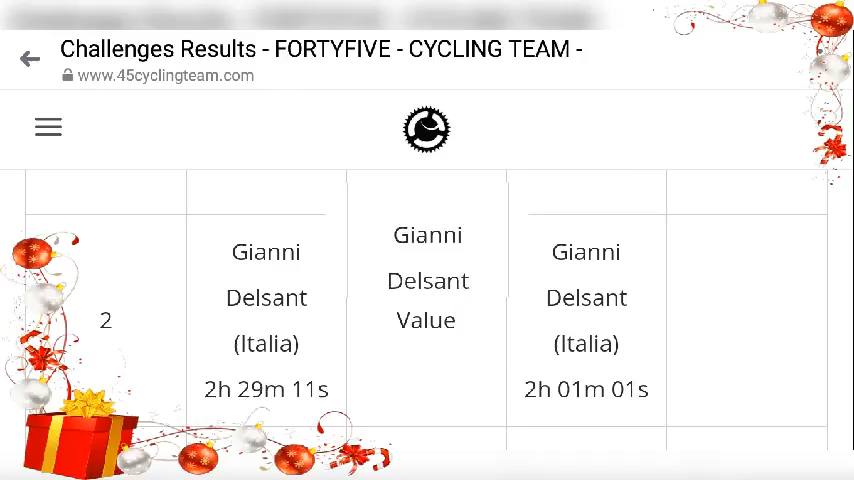 Challenges Results - FORTYFIVE - CYCLING TEAM -
www.45cyclingteam.com
2
Gianni
Delsant
(Italia)
2h 29m 11s
Gianni
Delsant
Value
Gianni
Delsant
(Italia)
2h 01m 01s